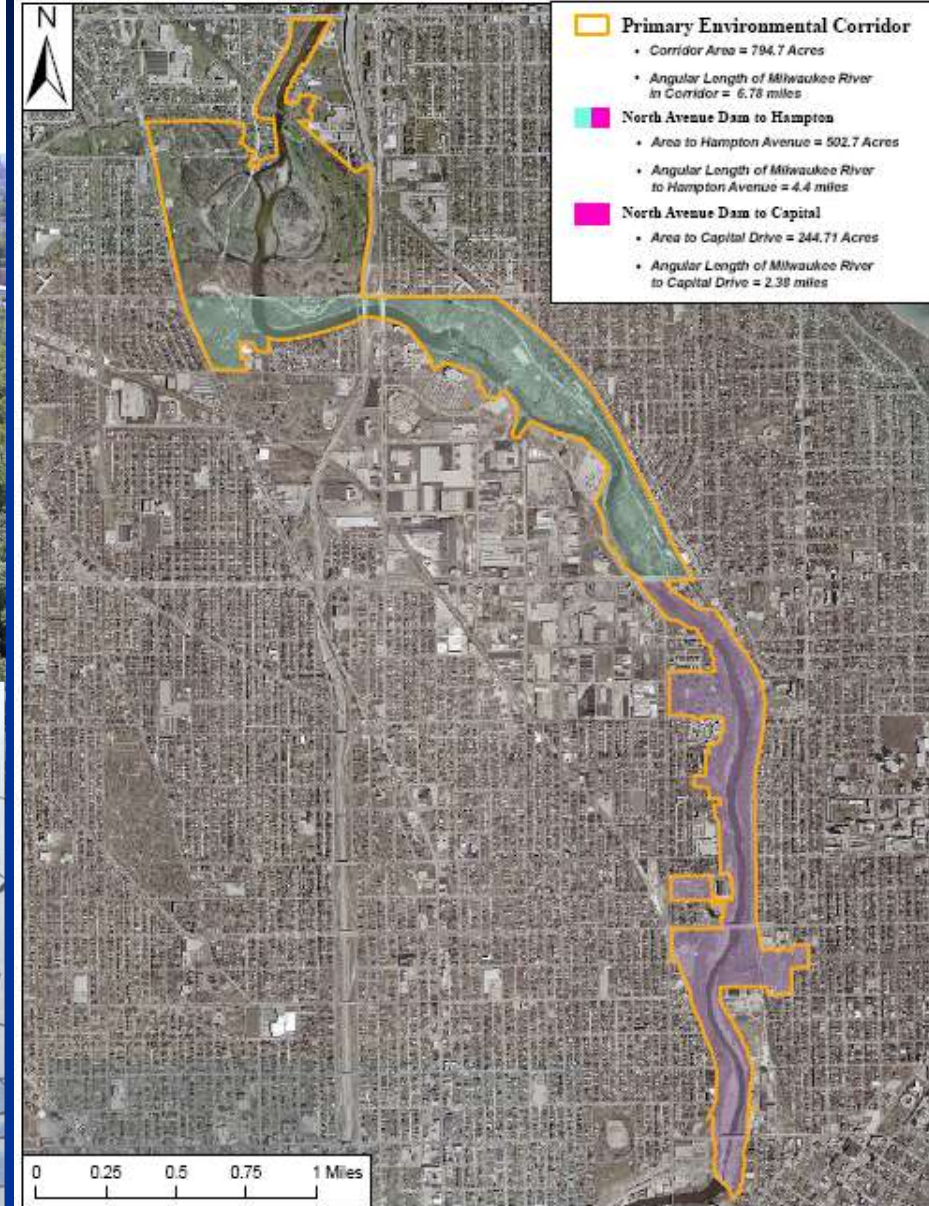 N
Primary Environmental Corridor
• Corridor Area = 794.7 Acres
• Angular Length of Milwaukee River
in Corridor = 6.78 miles
North Avenue Dam to Hampton
• Area to Hampton Avenue = 502.7 Acres
• Angular Length of Milwaukee River
to Hampton Avenue = 4.4 miles
North Avenue Dam to Capital
• Area to Capital Drive = 244.71 Acres
• Angular Length of Milwaukee River
to Capital Drive = 2.38 miles
0 0.25 0.5 0.75 1 Miles